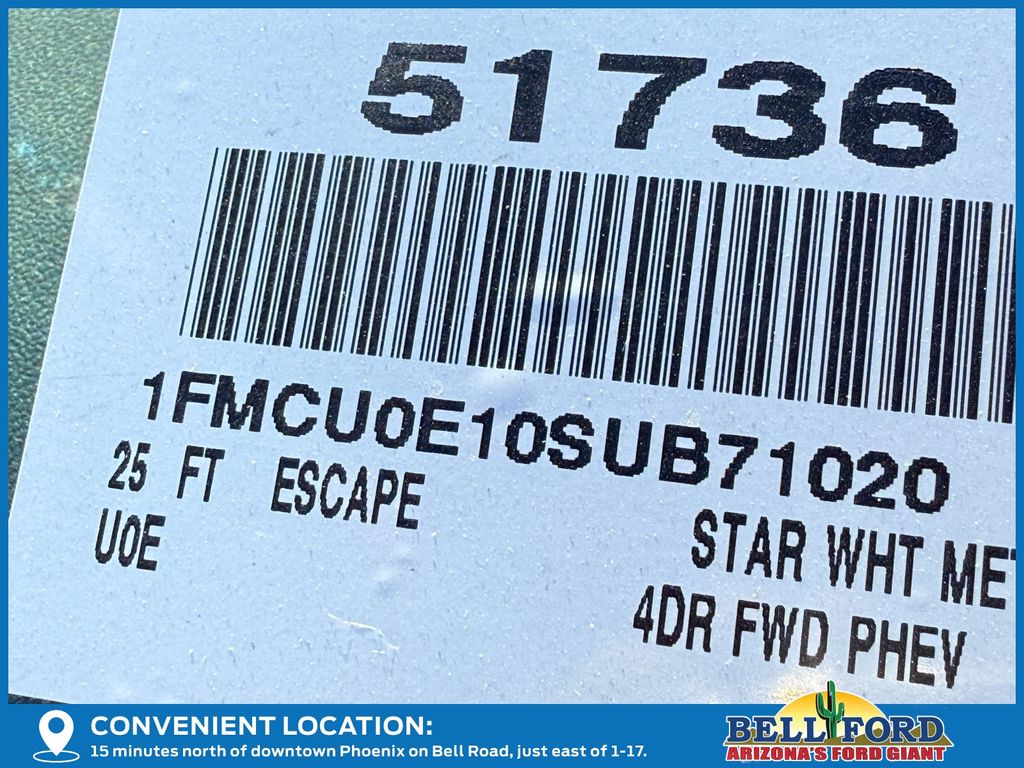 51736
1FMCU0E10SUB71020
25 FT ESCAPE
STAR WHT MET
U0E
4DR FWD PHEV
CONVENIENT LOCATION:
15 minutes north of downtown Phoenix on Bell Road, just east of 1-17.
BELL FORD
ARIZONA'S FORD GIANT